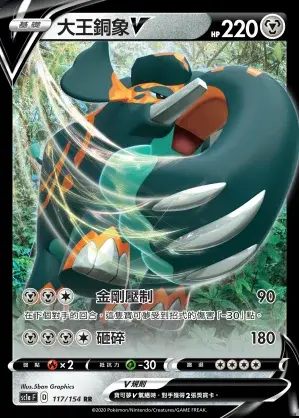 基礎 大王銅象V HP 220
金剛壓制 90
在下個對手的回合，這隻寶可夢受到招式的傷害「-30」點。
砸碎 180
弱點 ×2 抵抗力 -30 撤退
V規則
寶可夢V【氣絕】時，對手獲得2張獎賞卡。
Illus.5ban Graphics
sc1a F D 117/154 RR
©2020 Pokémon/Nintendo/Creatures/GAME FREAK.